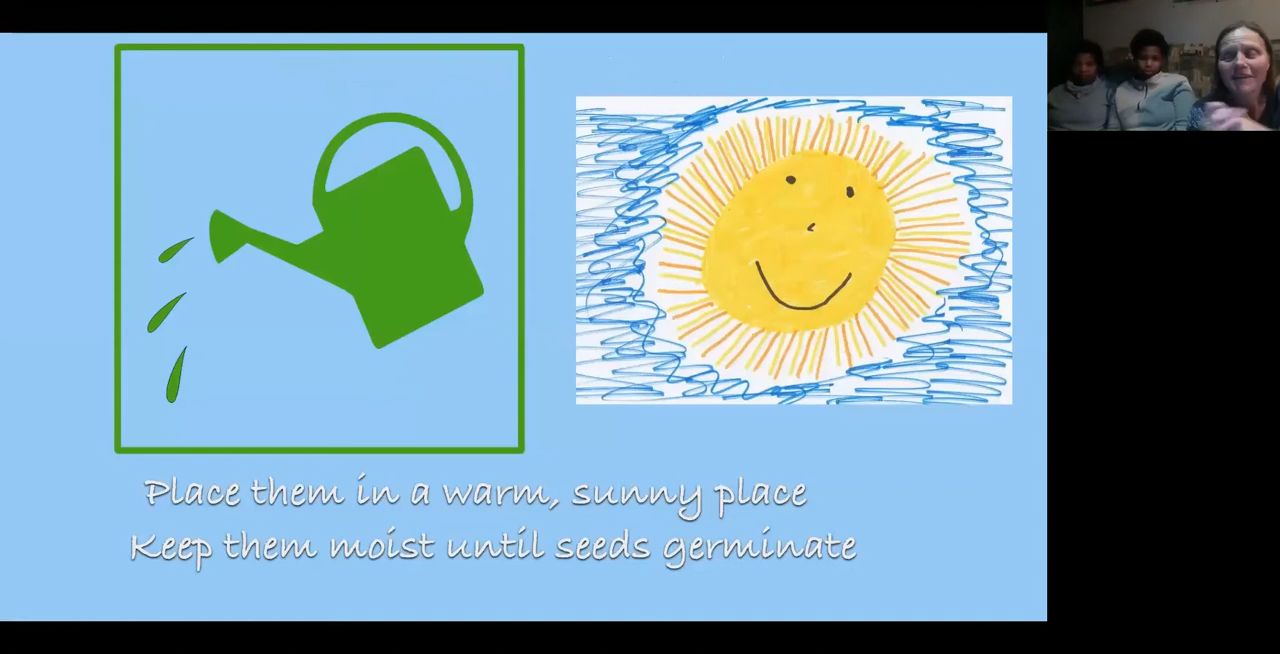 Place them in a warm, sunny place
Keep them moist until seeds germinate